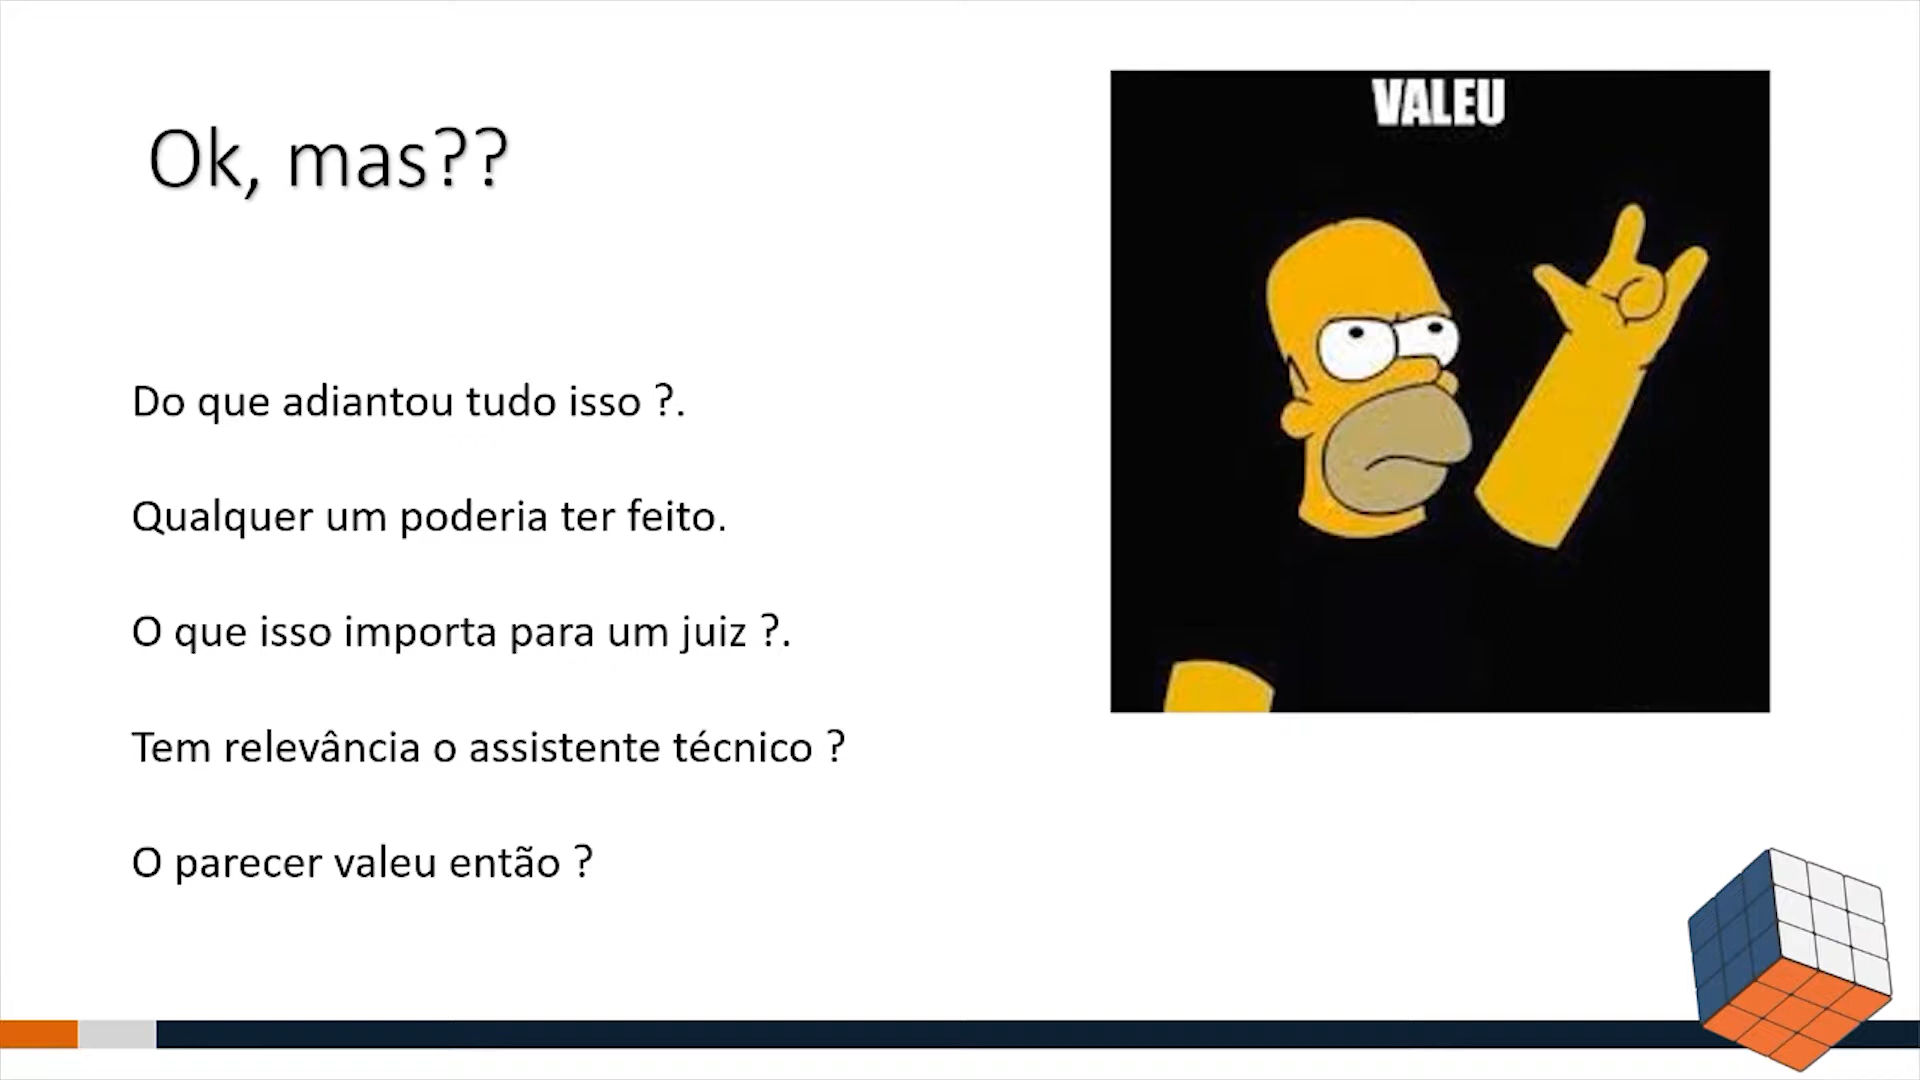 Ok, mas??
VALEU
Do que adiantou tudo isso ?.
Qualquer um poderia ter feito.
O que isso importa para um juiz ?.
Tem relevância o assistente técnico ?
O parecer valeu então ?